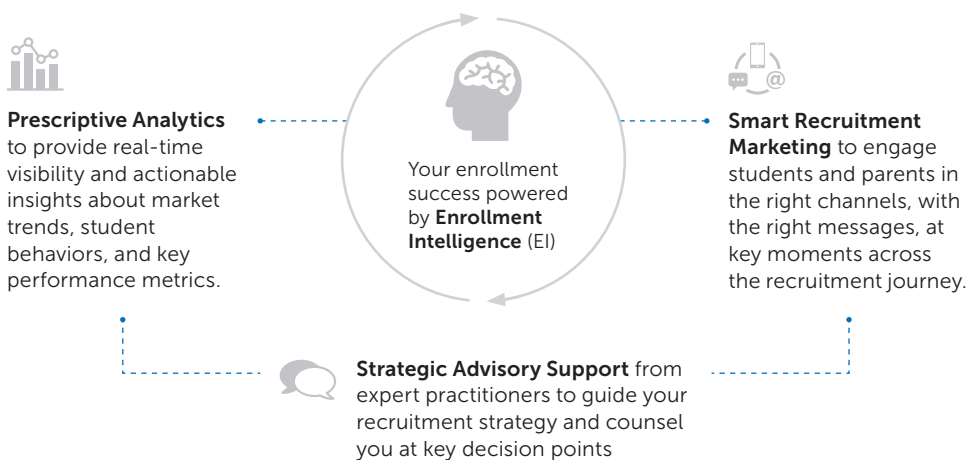 Prescriptive Analytics
to provide real-time
visibility and actionable
insights about market
trends, student
behaviors, and key
performance metrics.
Your enrollment
success powered
by Enrollment
Intelligence (EI)
@
Smart Recruitment
Marketing to engage
students and parents in
the right channels, with
the right messages, at
key moments across
the recruitment journey.
Strategic Advisory Support from
expert practitioners to guide your
recruitment strategy and counsel
you at key decision points